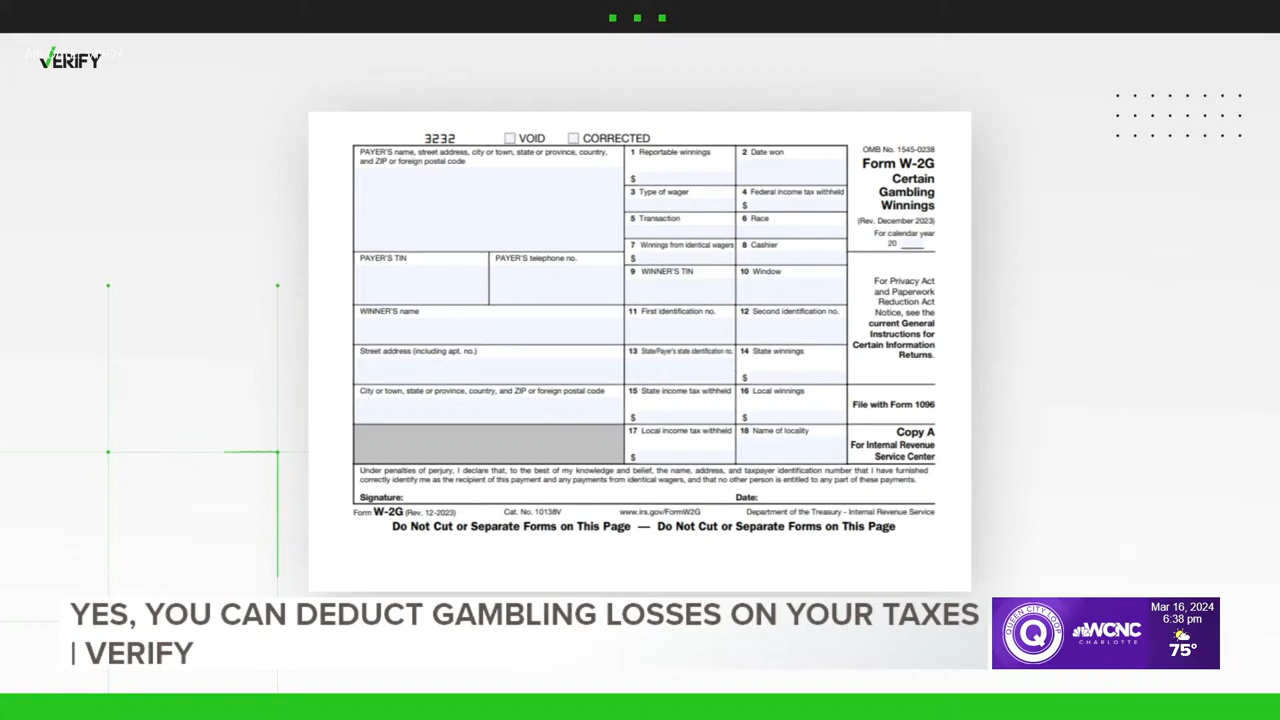 VERIFY
3232 VOID CORRECTED
PAYER'S name, street address, city or town, state or province, country,
and ZIP or foreign postal code
1 Reportable winnings
$
2 Date won
3 Type of wager
4 Federal income tax withheld
$
5 Transaction
6 Race
7 Winnings from identical wagers
$
8 Cashier
PAYER'S TIN
PAYER'S telephone no.
9 WINNER'S TIN
10 Window
WINNER'S name
11 First identification no.
12 Second identification no.
Street address (including apt. no.)
13 State/Payer's state identification no.
14 State winnings
$
City or town, state or province, country, and ZIP or foreign postal code
15 State income tax withheld
$
16 Local winnings
$
17 Local income tax withheld
$
18 Name of locality
OMB No. 1545-0238
Form W-2G
Certain
Gambling
Winnings
(Rev. December 2023)
For calendar year
20
For Privacy Act
and Paperwork
Reduction Act
Notice, see the
current General
Instructions for
Certain Information
Returns.
File with Form 1096
Copy A
For Internal Revenue
Service Center
Under penalties of perjury, I declare that, to the best of my knowledge and belief, the name, address, and taxpayer identification number that I have furnished
correctly identify me as the recipient of this payment and any payments from identical wagers, and that no other person is entitled to any part of these payments.
Signature: Date:
Form W-2G (Rev. 12-2023) Cat. No. 10138V www.irs.gov/FormW2G Department of the Treasury - Internal Revenue Service
Do Not Cut or Separate Forms on This Page — Do Not Cut or Separate Forms on This Page
YES, YOU CAN DEDUCT GAMBLING LOSSES ON YOUR TAXES
| VERIFY
QUEEN CITY LOOP
Q
WCNC
CHARLOTTE
Mar 16, 2024
6:38 pm
75°